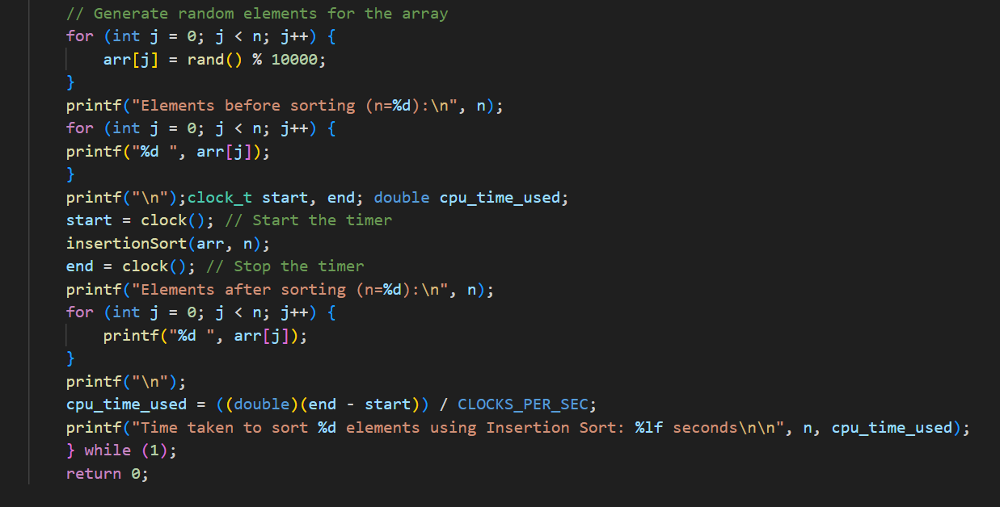 // Generate random elements for the array
for (int j = 0; j < n; j++) {
arr[j] = rand() % 10000;
}
printf("Elements before sorting (n=%d):\n", n);
for (int j = 0; j < n; j++) {
printf("%d ", arr[j]);
}
printf("\n");clock_t start, end; double cpu_time_used;
start = clock(); // Start the timer
insertionSort(arr, n);
end = clock(); // Stop the timer
printf("Elements after sorting (n=%d):\n", n);
for (int j = 0; j < n; j++) {
printf("%d ", arr[j]);
}
printf("\n");
cpu_time_used = ((double)(end - start)) / CLOCKS_PER_SEC;
printf("Time taken to sort %d elements using Insertion Sort: %lf seconds\n\n", n, cpu_time_used);
} while (1);
return 0;